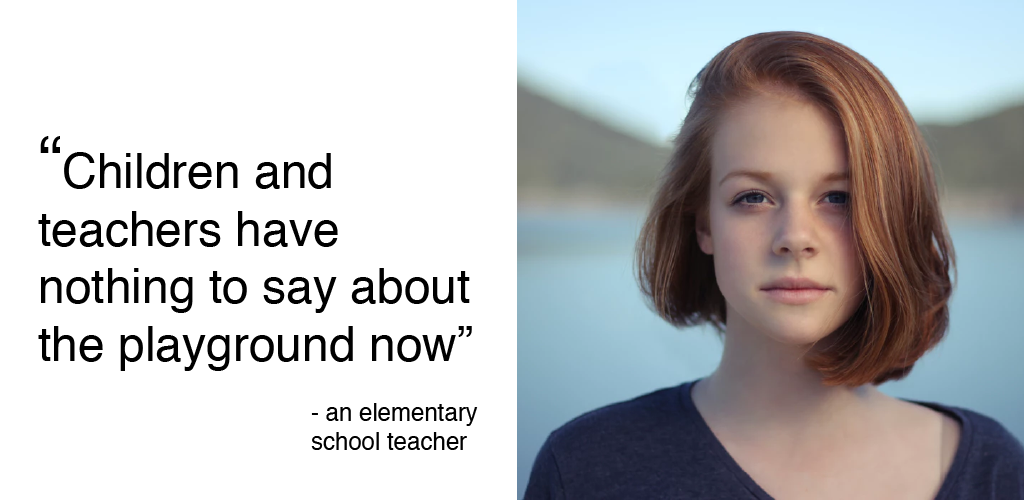 “Children and
teachers have
nothing to say about
the playground now”
- an elementary
school teacher